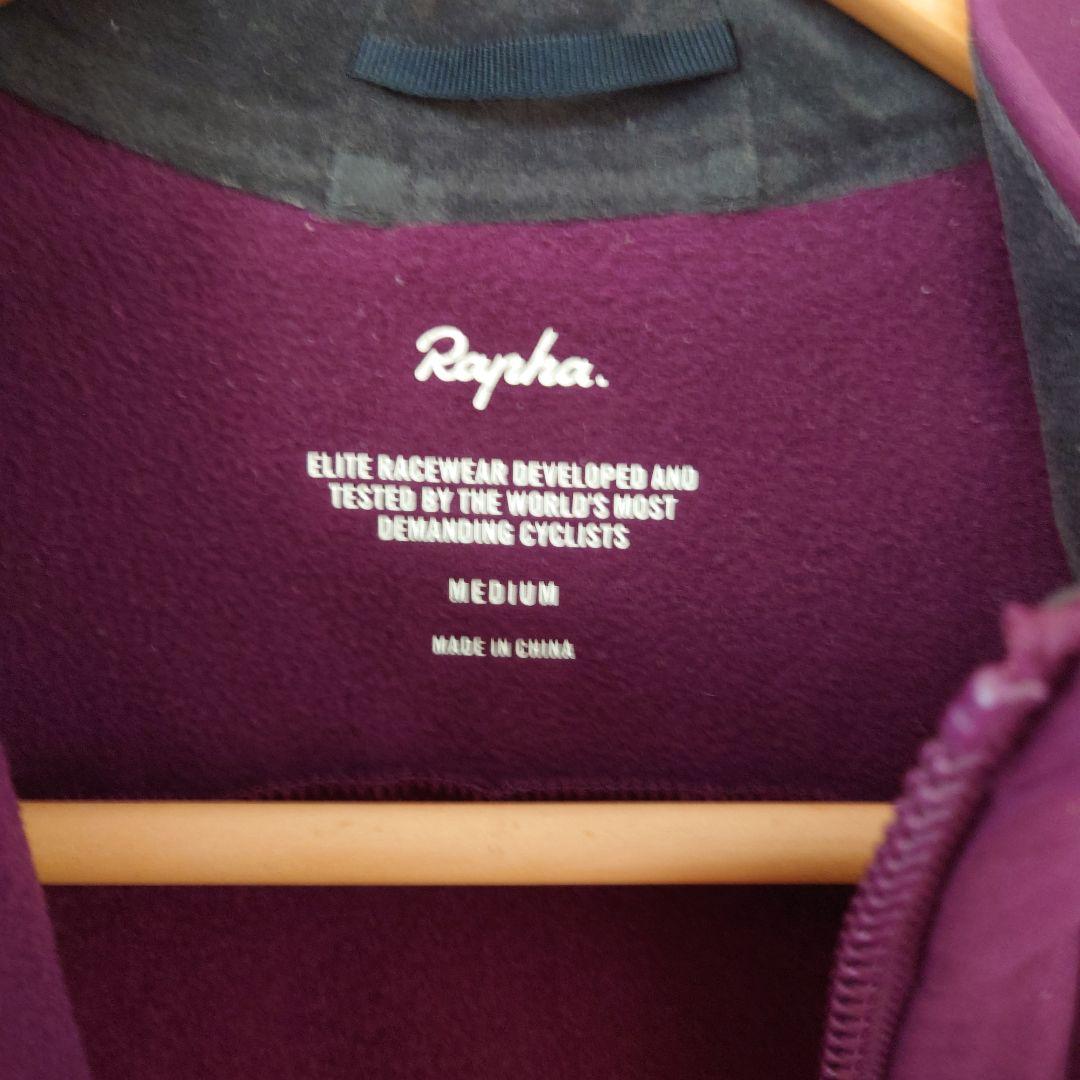 Rapha.
ELITE RACEWEAR DEVELOPED AND
TESTED BY THE WORLD'S MOST
DEMANDING CYCLISTS
MEDIUM
MADE IN CHINA